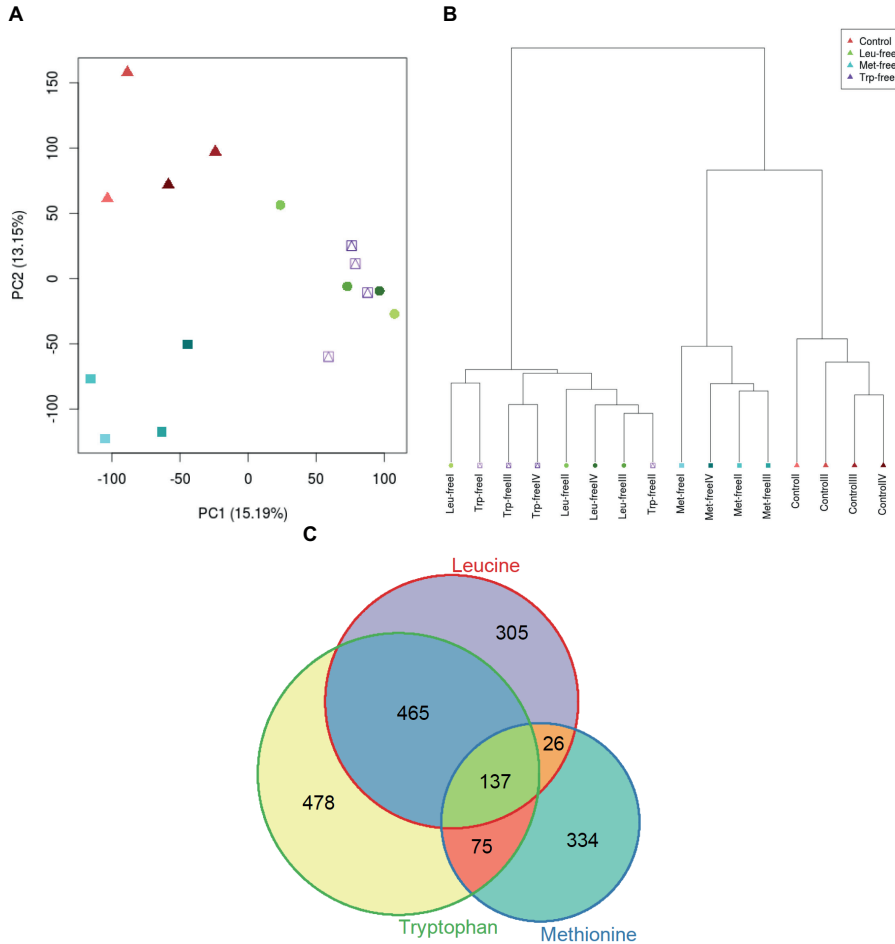 A
B
150
100
50
0
-50
-100
PC2 (13.15%)
-100
-50
0
50
100
PC1 (15.19%)
Control
Leu-free
Met-free
Trp-free
Leu-freeI
Trp-freeI
Trp-freeIII
Trp-freeIV
Leu-freeII
Leu-freeIV
Leu-freeIII
Trp-freeII
Met-freeI
Met-freeIV
Met-freeII
Met-freeIII
ControlI
ControlII
ControlIII
ControlIV
C
Leucine
305
465
26
137
478
75
334
Tryptophan
Methionine